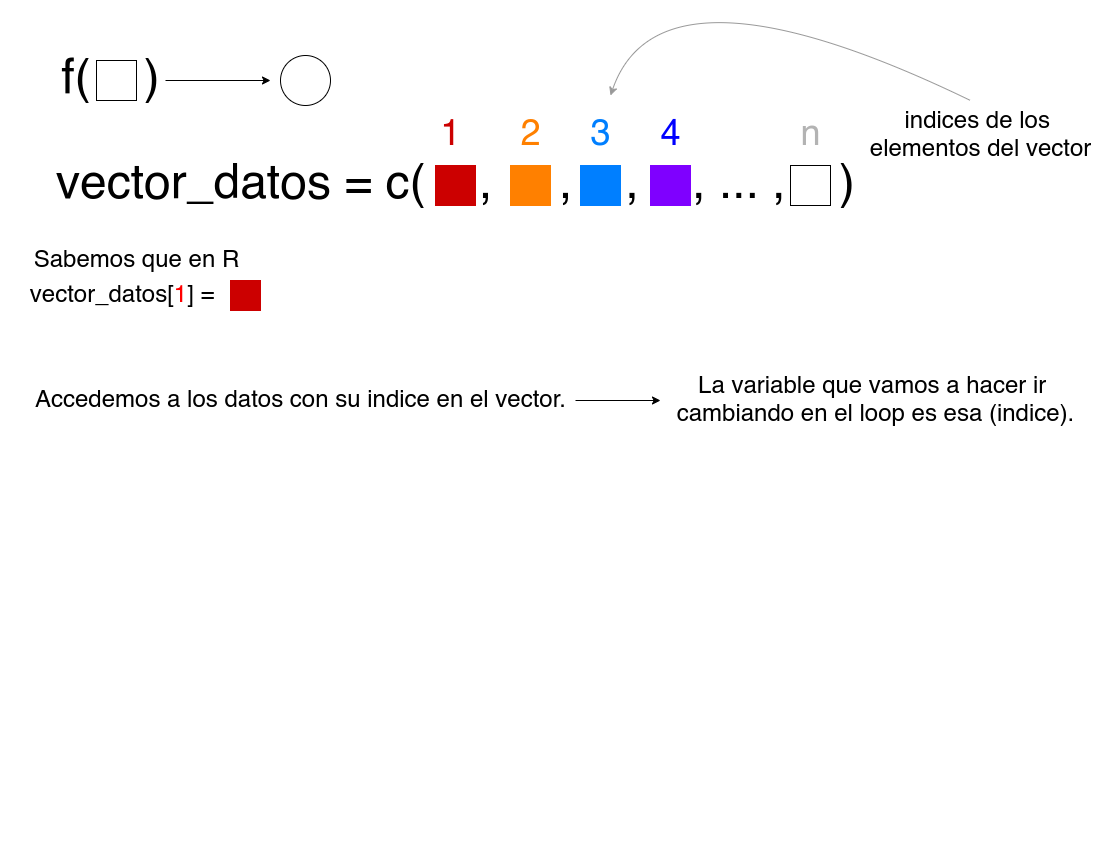 f( )
1 2 3 4 n
indices de los
elementos del vector
vector_datos = c( , , , , ... , )
Sabemos que en R
vector_datos[1] =
Accedemos a los datos con su indice en el vector.
La variable que vamos a hacer ir
cambiando en el loop es esa (indice).